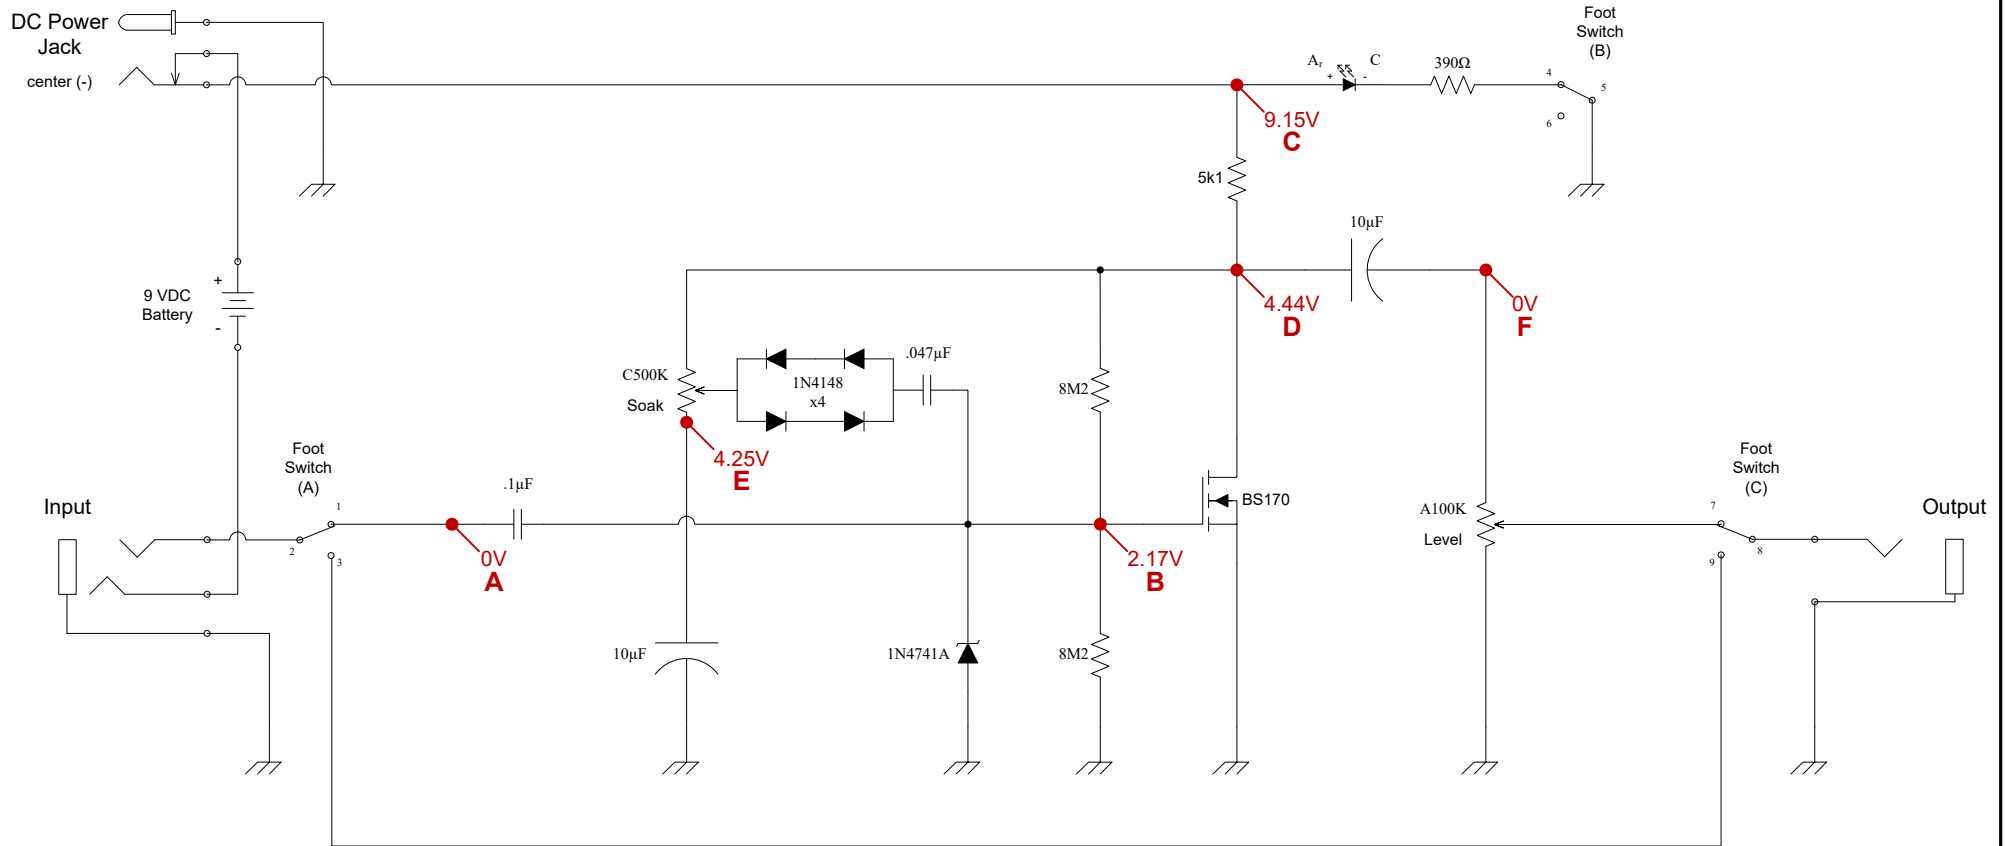 DC Power
Jack
center (-)
Foot
Switch
(B)
Ar
+
-
C
390Ω
4
5
6
9.15V
C
5k1
10µF
+
9 VDC
Battery
-
4.44V
D
0V
F
C500K
Soak
1N4148
x4
.047µF
8M2
4.25V
E
Foot
Switch
(A)
Input
1
2
3
.1µF
0V
A
2.17V
B
BS170
A100K
Level
Foot
Switch
(C)
7
8
9
Output
10µF
1N4741A
8M2